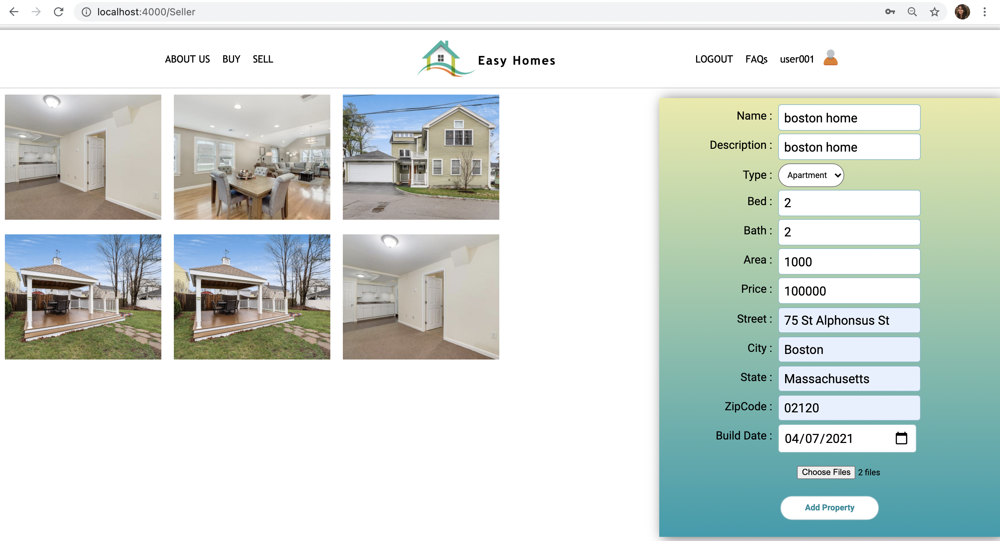 localhost:4000/Seller
ABOUT US BUY SELL Easy Homes LOGOUT FAQs user001
Name : boston home
Description : boston home
Type : Apartment
Bed : 2
Bath : 2
Area : 1000
Price : 100000
Street : 75 St Alphonsus St
City : Boston
State : Massachusetts
ZipCode : 02120
Build Date : 04/07/2021
Choose Files 2 files
Add Property